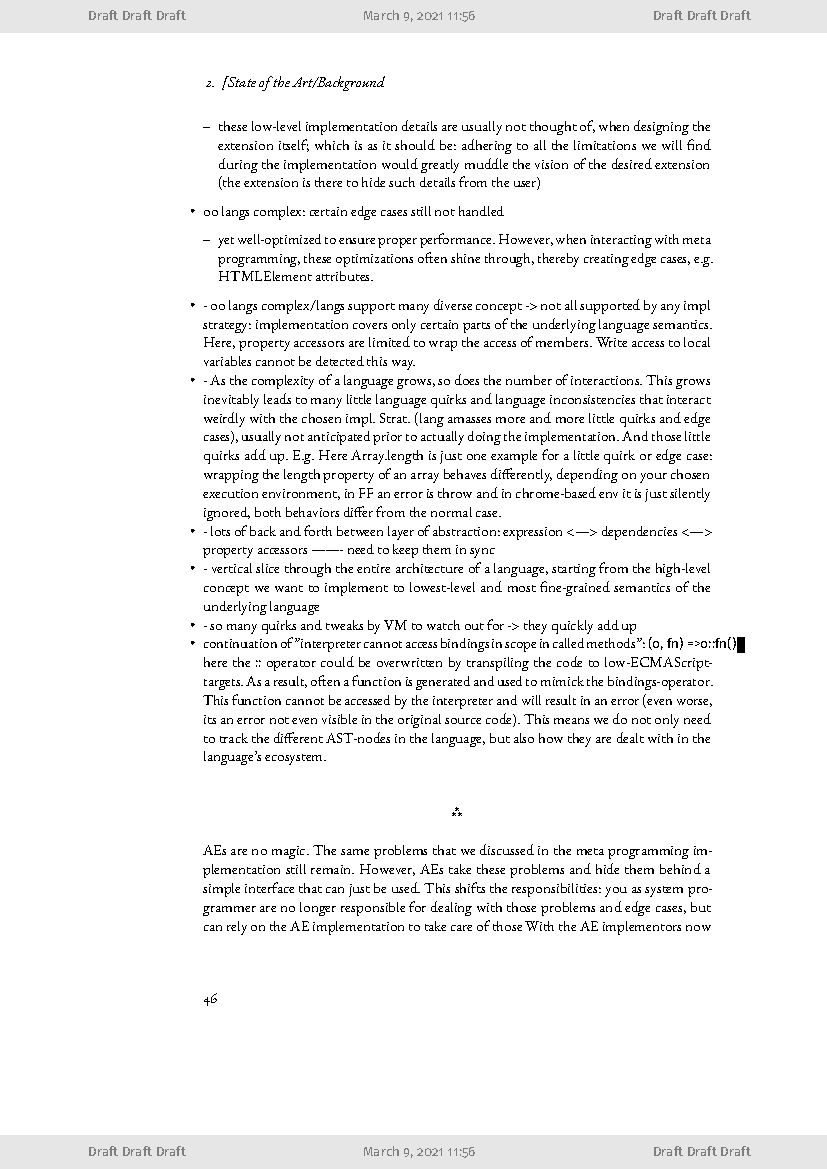 Draft Draft Draft March 9, 2021 11:56 Draft Draft Draft
2. [State of the Art/Background
– these low-level implementation details are usually not thought of, when designing the
extension itself; which is as it should be: adhering to all the limitations we will find
during the implementation would greatly muddle the vision of the desired extension
(the extension is there to hide such details from the user)
• oo langs complex: certain edge cases still not handled
– yet well-optimized to ensure proper performance. However, when interacting with meta
programming, these optimizations often shine through, thereby creating edge cases, e.g.
HTMLElement attributes.
• - oo langs complex/langs support many diverse concept -> not all supported by any impl
strategy: implementation covers only certain parts of the underlying language semantics.
Here, property accessors are limited to wrap the access of members. Write access to local
variables cannot be detected this way.
• - As the complexity of a language grows, so does the number of interactions. This grows
inevitably leads to many little language quirks and language inconsistencies that interact
weirdly with the chosen impl. Strat. (lang amasses more and more little quirks and edge
cases), usually not anticipated prior to actually doing the implementation. And those little
quirks add up. E.g. Here Array.length is just one example for a little quirk or edge case:
wrapping the length property of an array behaves differently, depending on your chosen
execution environment, in FF an error is throw and in chrome-based env it is just silently
ignored, both behaviors differ from the normal case.
• - lots of back and forth between layer of abstraction: expression <—> dependencies <—>
property accessors ——- need to keep them in sync
• - vertical slice through the entire architecture of a language, starting from the high-level
concept we want to implement to lowest-level and most fine-grained semantics of the
underlying language
• - so many quirks and tweaks by VM to watch out for -> they quickly add up
• continuation of ”interpreter cannot access bindings in scope in called methods”: (o, fn) =>o::fn()
here the :: operator could be overwritten by transpiling the code to low-ECMAScript-
targets. As a result, often a function is generated and used to mimick the bindings-operator.
This function cannot be accessed by the interpreter and will result in an error (even worse,
its an error not even visible in the original source code). This means we do not only need
to track the different AST-nodes in the language, but also how they are dealt with in the
language’s ecosystem.
⁂
AEs are no magic. The same problems that we discussed in the meta programming im-
plementation still remain. However, AEs take these problems and hide them behind a
simple interface that can just be used. This shifts the responsibilities: you as system pro-
grammer are no longer responsible for dealing with those problems and edge cases, but
can rely on the AE implementation to take care of those With the AE implementors now
46
Draft Draft Draft March 9, 2021 11:56 Draft Draft Draft